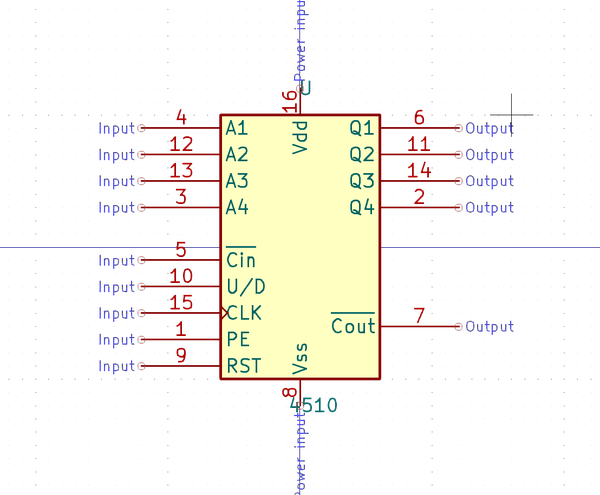 Power input
U
16
Vdd
Input 4 A1 Q1 6 Output
Input 12 A2 Q2 11 Output
Input 13 A3 Q3 14 Output
Input 3 A4 Q4 2 Output
Input 5 Cin
Input 10 U/D
Input 15 CLK
Cout 7 Output
Input 1 PE
Input 9 RST
Vss
8
4510
Power input